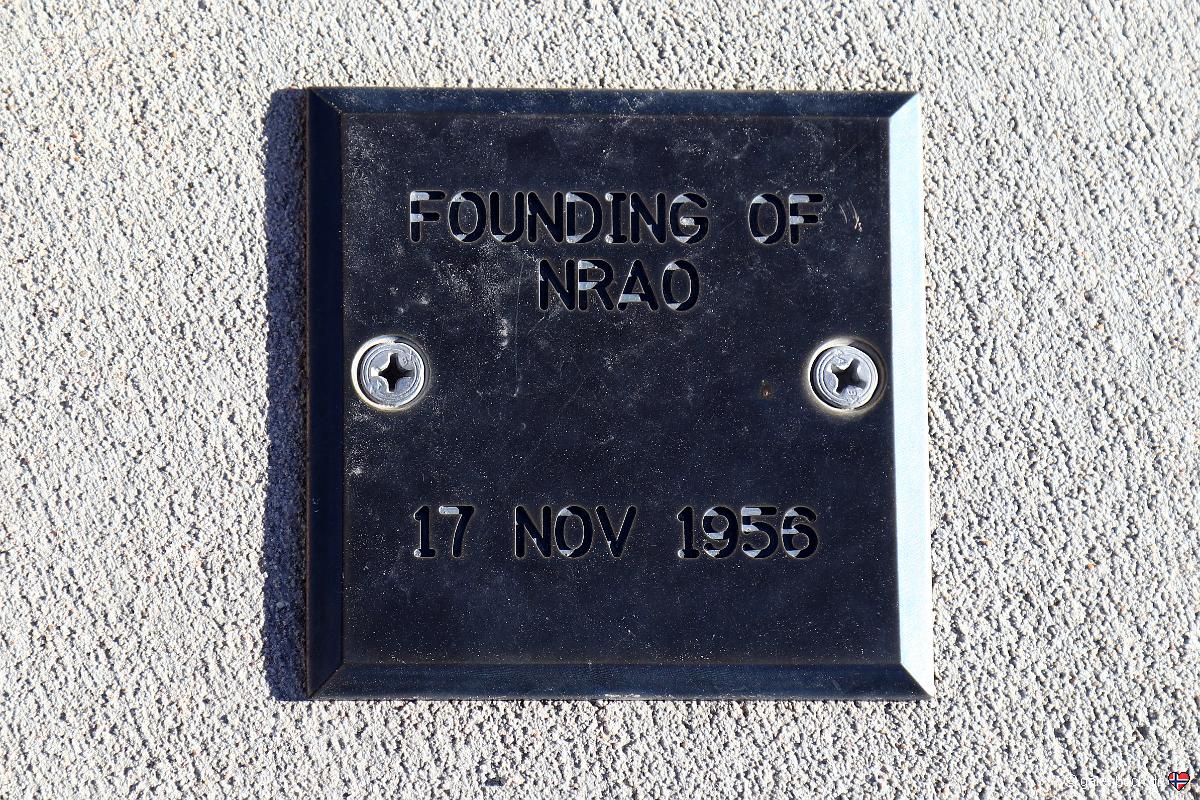 FOUNDING OF
NRAO
17 NOV 1956